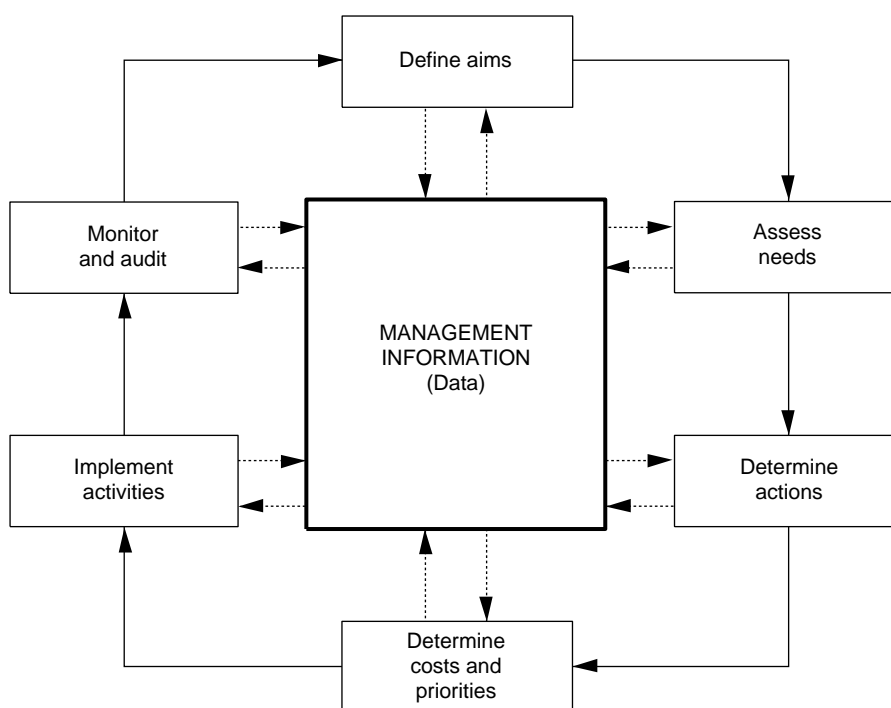 Define aims
Monitor
and audit
Assess
needs
MANAGEMENT
INFORMATION
(Data)
Implement
activities
Determine
actions
Determine
costs and
priorities